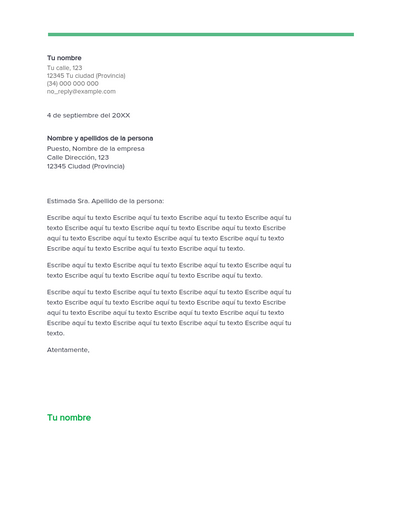 Tu nombre
Tu calle, 123
12345 Tu ciudad (Provincia)
(34) 000 000 000
no_reply@example.com
4 de septiembre del 20XX
Nombre y apellidos de la persona
Puesto, Nombre de la empresa
Calle Dirección, 123
12345 Ciudad (Provincia)
Estimada Sra. Apellido de la persona:
Escribe aquí tu texto Escribe aquí tu texto Escribe aquí tu texto Escribe aquí tu
texto Escribe aquí tu texto Escribe aquí tu texto Escribe aquí tu texto Escribe
aquí tu texto Escribe aquí tu texto Escribe aquí tu texto Escribe aquí tu texto
Escribe aquí tu texto Escribe aquí tu texto Escribe aquí tu texto.
Escribe aquí tu texto Escribe aquí tu texto Escribe aquí tu texto Escribe aquí tu
texto Escribe aquí tu texto Escribe aquí tu texto Escribe aquí tu texto.
Escribe aquí tu texto Escribe aquí tu texto Escribe aquí tu texto Escribe aquí tu
texto Escribe aquí tu texto Escribe aquí tu texto Escribe aquí tu texto Escribe
aquí tu texto Escribe aquí tu texto Escribe aquí tu texto Escribe aquí tu texto
Escribe aquí tu texto Escribe aquí tu texto Escribe aquí tu texto Escribe aquí tu
texto.
Atentamente,
Tu nombre